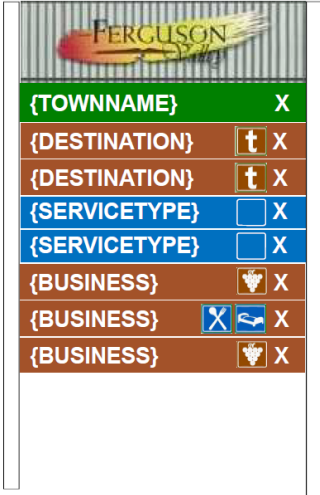 FERGUSON
Valley
{TOWNNAME} X
{DESTINATION} t X
{DESTINATION} t X
{SERVICETYPE} X
{SERVICETYPE} X
{BUSINESS} X
{BUSINESS} X
{BUSINESS} X